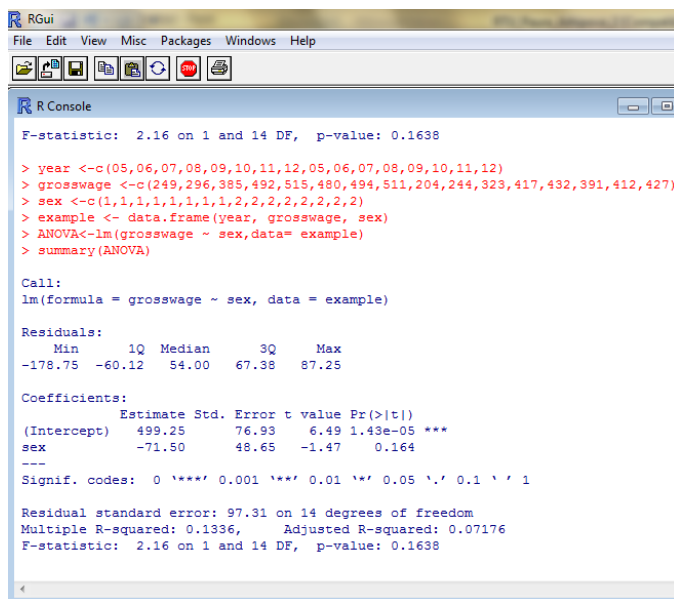 RGui
File Edit View Misc Packages Windows Help
STOP
R Console
F-statistic:  2.16 on 1 and 14 DF,  p-value: 0.1638
> year <-c(05,06,07,08,09,10,11,12,05,06,07,08,09,10,11,12)
> grosswage <-c(249,296,385,492,515,480,494,511,204,244,323,417,432,391,412,427)
> sex <-c(1,1,1,1,1,1,1,1,2,2,2,2,2,2,2,2)
> example <- data.frame(year, grosswage, sex)
> ANOVA<-lm(grosswage ~ sex,data= example)
> summary(ANOVA)
Call:
lm(formula = grosswage ~ sex, data = example)
Residuals:
    Min      1Q  Median      3Q     Max
-178.75  -60.12   54.00   67.38   87.25
Coefficients:
            Estimate Std. Error t value Pr(>|t|)
(Intercept)   499.25      76.93    6.49 1.43e-05 ***
sex           -71.50      48.65   -1.47    0.164
---
Signif. codes:  0 ‘***’ 0.001 ‘**’ 0.01 ‘*’ 0.05 ‘.’ 0.1 ‘ ’ 1
Residual standard error: 97.31 on 14 degrees of freedom
Multiple R-squared: 0.1336,     Adjusted R-squared: 0.07176
F-statistic:  2.16 on 1 and 14 DF,  p-value: 0.1638